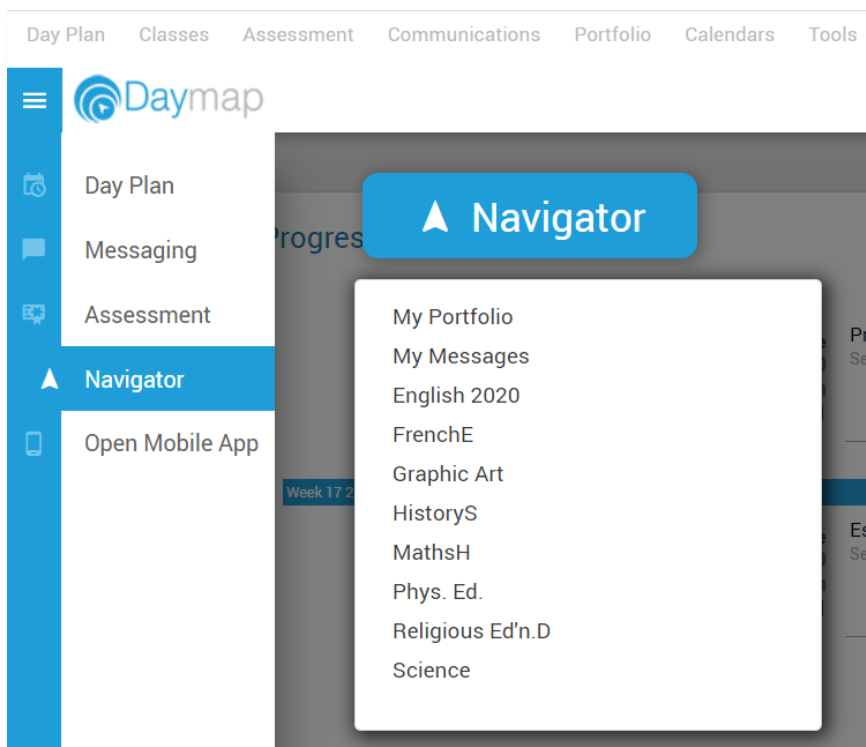 Day Plan Classes Assessment Communications Portfolio Calendars Tools
Daymap
Day Plan
Messaging
Assessment
Navigator
Open Mobile App
Navigator
My Portfolio
My Messages
English 2020
FrenchE
Graphic Art
HistoryS
MathsH
Phys. Ed.
Religious Ed'n.D
Science
Week 17 2